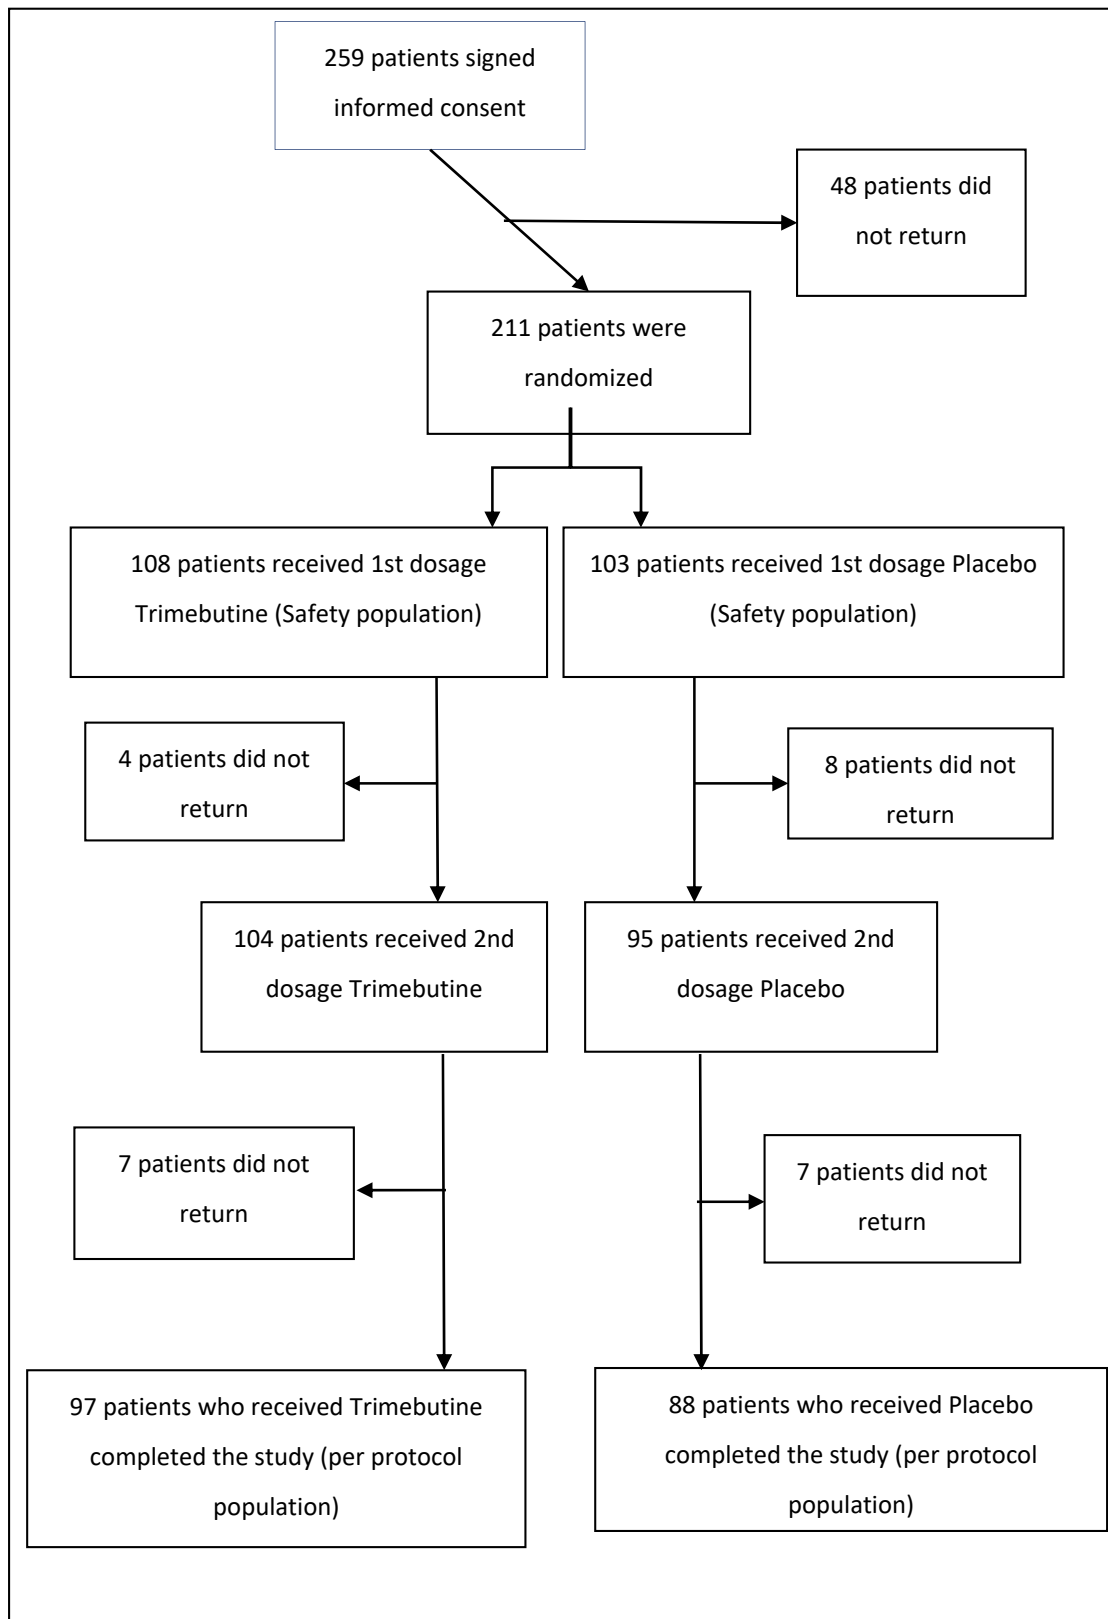 259 patients signed
informed consent
48 patients did
not return
211 patients were
randomized
108 patients received 1st dosage
Trimebutine (Safety population)
103 patients received 1st dosage Placebo
(Safety population)
4 patients did not
return
8 patients did not
return
104 patients received 2nd
dosage Trimebutine
95 patients received 2nd
dosage Placebo
7 patients did not
return
7 patients did not
return
97 patients who received Trimebutine
completed the study (per protocol
population)
88 patients who received Placebo
completed the study (per protocol
population)